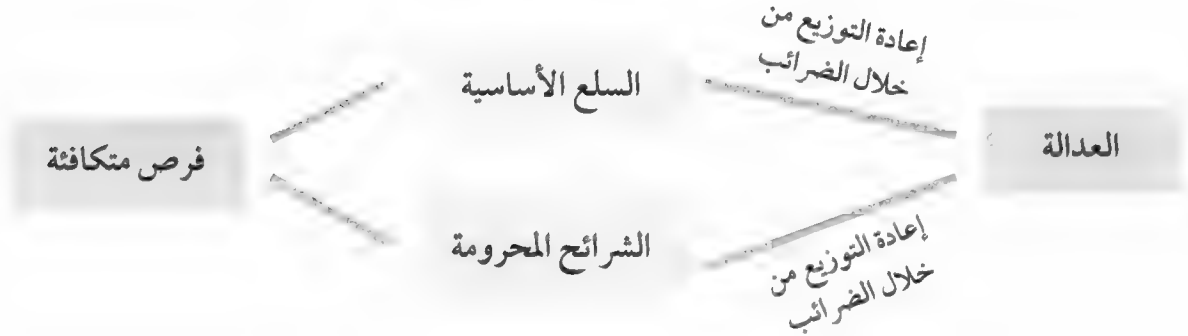 إعادة التوزيع من
خلال الضرائب
السلع الأساسية
العدالة
فرص متكافئة
الشرائح المحرومة
إعادة التوزيع من
خلال الضرائب